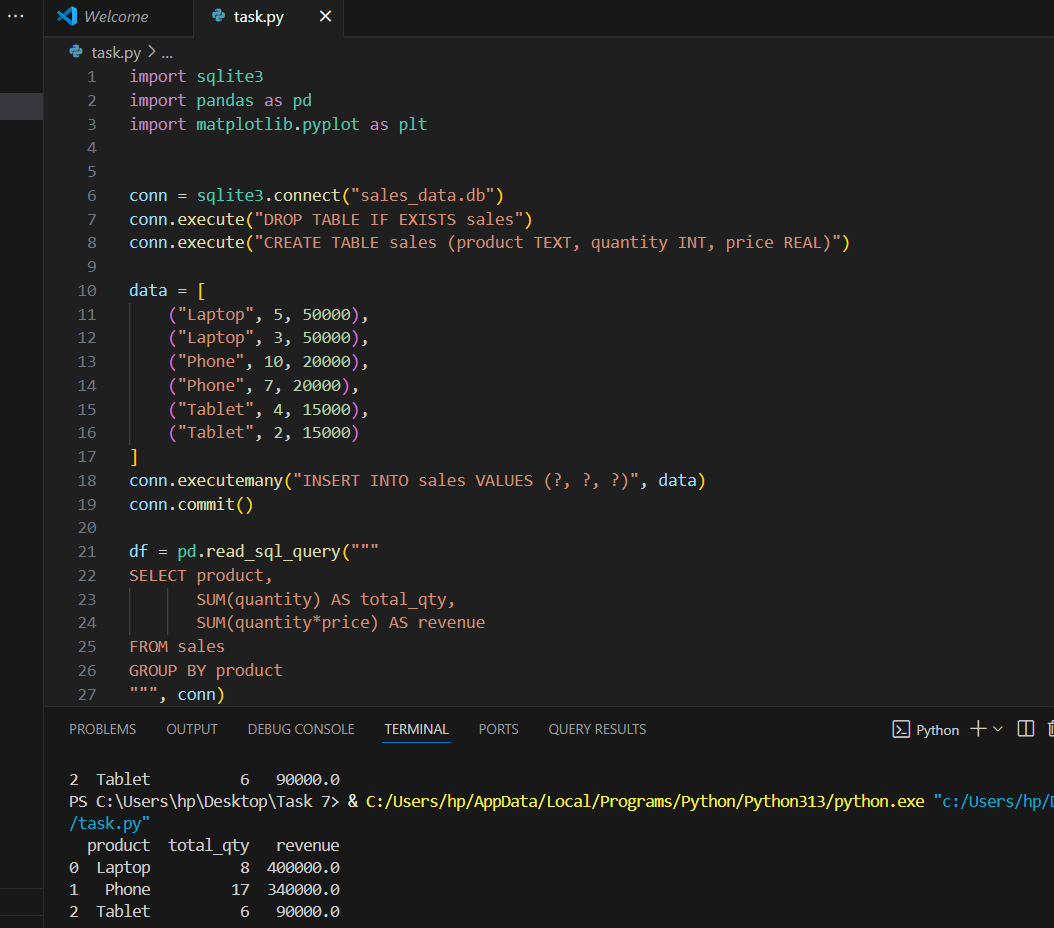 ... Welcome task.py ×
task.py > ...
1 import sqlite3
2 import pandas as pd
3 import matplotlib.pyplot as plt
4
5
6 conn = sqlite3.connect("sales_data.db")
7 conn.execute("DROP TABLE IF EXISTS sales")
8 conn.execute("CREATE TABLE sales (product TEXT, quantity INT, price REAL)")
9
10 data = [
11     ("Laptop", 5, 50000),
12     ("Laptop", 3, 50000),
13     ("Phone", 10, 20000),
14     ("Phone", 7, 20000),
15     ("Tablet", 4, 15000),
16     ("Tablet", 2, 15000)
17 ]
18 conn.executemany("INSERT INTO sales VALUES (?, ?, ?)", data)
19 conn.commit()
20
21 df = pd.read_sql_query("""
22 SELECT product,
23        SUM(quantity) AS total_qty,
24        SUM(quantity*price) AS revenue
25 FROM sales
26 GROUP BY product
27 """, conn)
PROBLEMS OUTPUT DEBUG CONSOLE TERMINAL PORTS QUERY RESULTS Python
2  Tablet          6   90000.0
PS C:\Users\hp\Desktop\Task 7> & C:/Users/hp/AppData/Local/Programs/Python/Python313/python.exe "c:/Users/hp/
/task.py"
  product  total_qty   revenue
0  Laptop          8  400000.0
1   Phone         17  340000.0
2  Tablet          6   90000.0